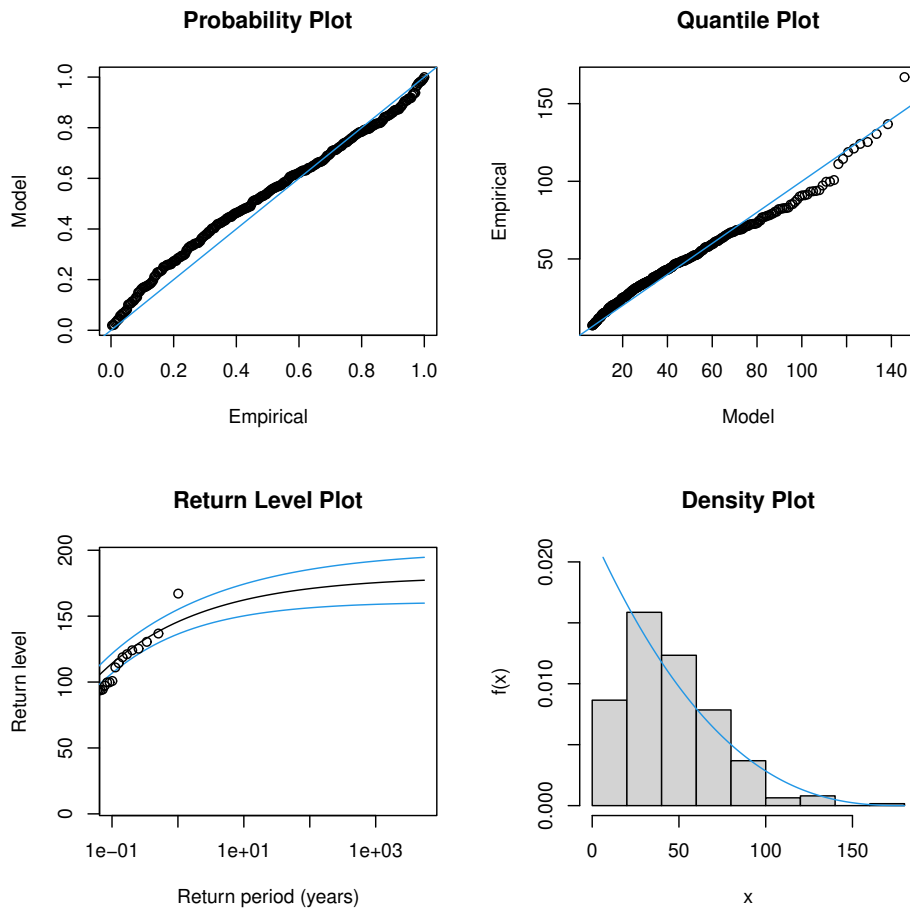 Probability Plot
Model
0.0 0.2 0.4 0.6 0.8 1.0
0.0 0.2 0.4 0.6 0.8 1.0
Empirical
Quantile Plot
Empirical
50 100 150
20 40 60 80 100 140
Model
Return Level Plot
Return level
0 50 100 150 200
1e−01 1e+01 1e+03
Return period (years)
Density Plot
f(x)
0.000 0.010 0.020
0 50 100 150
x